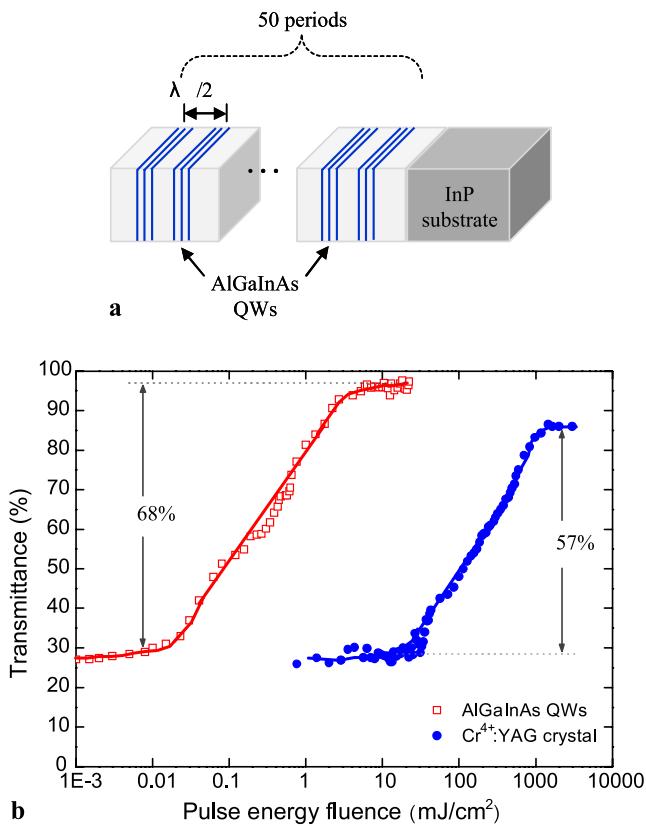 50 periods
λ /2
...
InP
substrate
AlGaInAs
QWs
a
100
90
80
70
60
50
40
30
20
10
0
Transmittance (%)
68%
57%
AlGaInAs QWs
Cr⁴⁺:YAG crystal
1E-3 0.01 0.1 1 10 100 1000 10000
b Pulse energy fluence (mJ/cm²)